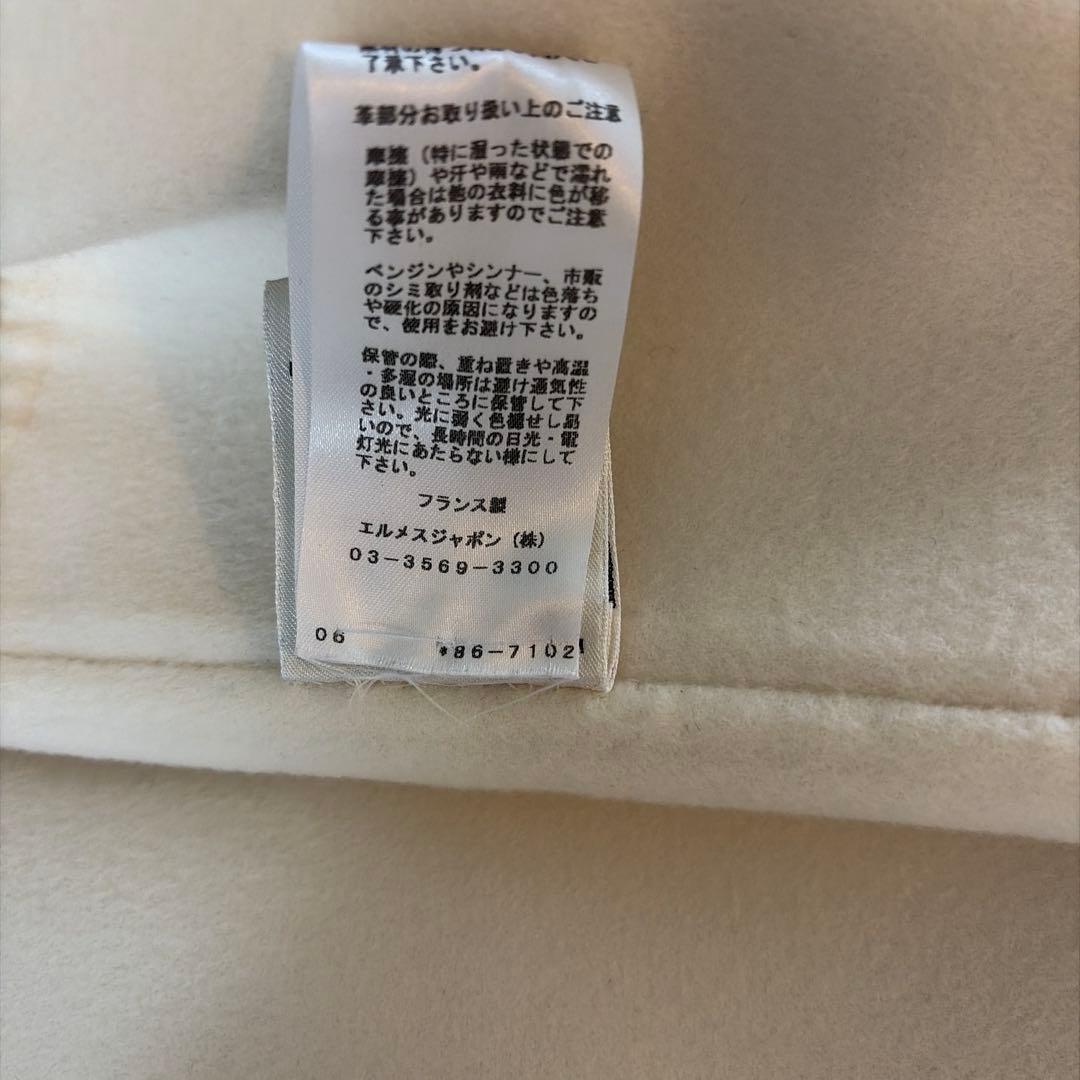 了承下さい。
革部分お取り扱い上のご注意
摩擦（特に湿った状態での
摩擦）や汗や雨などで濡れ
た場合は他の衣料に色が移
る事がありますのでご注意
下さい。
ベンジンやシンナー、市販
のシミ取り剤などは色落ち
や硬化の原因になりますの
で、使用をお避け下さい。
保管の際、重ね置きや高温
・多湿の場所は避け通気性
の良いところに保管して下
さい。光に弱く色褪せし易
いので、長時間の日光・電
灯光にあたらない様にして
下さい。
フランス製
エルメスジャポン（株）
03-3569-3300
06 *86-7102